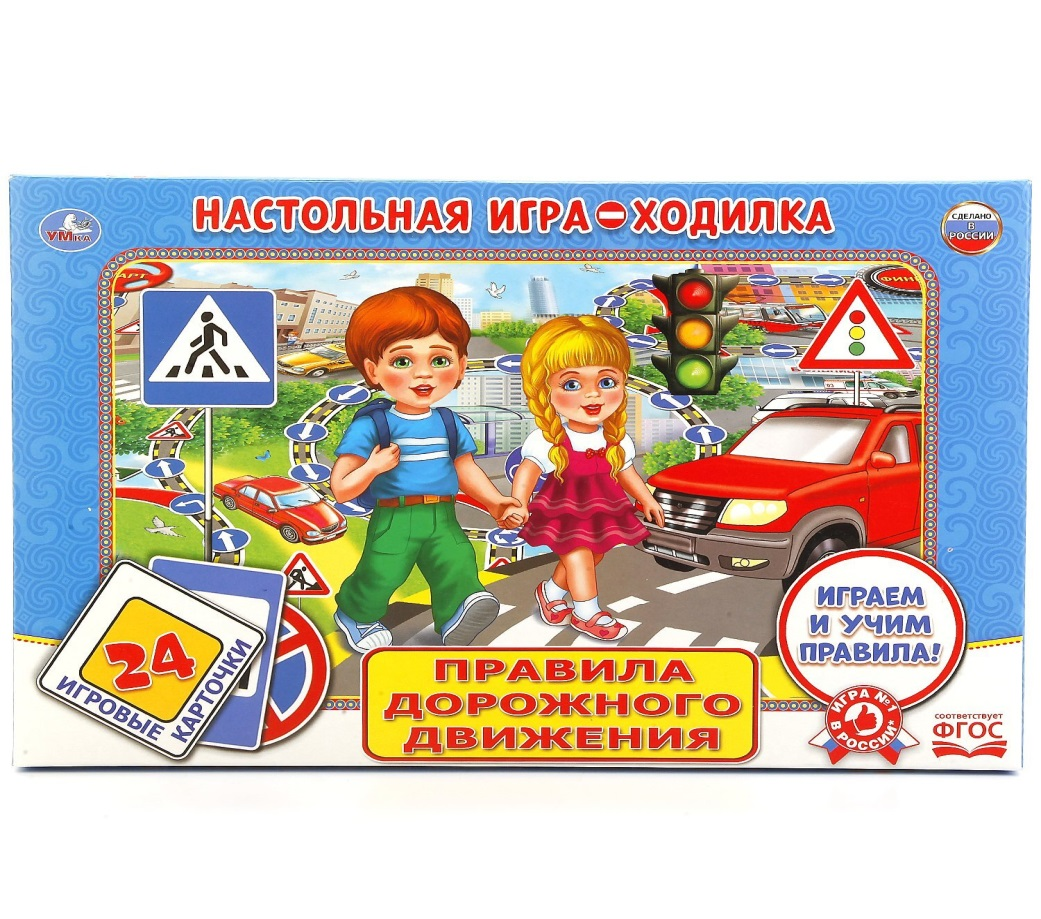 НАСТОЛЬНАЯ ИГРА ХОДИЛКА
УМка
СДЕЛАНО
В
РОССИИ
03
24
ИГРОВЫЕ
КАРТОЧКИ
ПРАВИЛА
ДОРОЖНОГО
ДВИЖЕНИЯ
ИГРАЕМ
И УЧИМ
ПРАВИЛА!
ИГРА №1
В РОССИИ*
соответствует
ФГОС